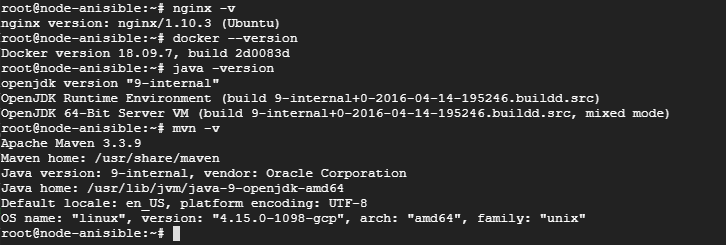 root@node-anisible:~# nginx -v
nginx version: nginx/1.10.3 (Ubuntu)
root@node-anisible:~# docker --version
Docker version 18.09.7, build 2d0083d
root@node-anisible:~# java -version
openjdk version "9-internal"
OpenJDK Runtime Environment (build 9-internal+0-2016-04-14-195246.buildd.src)
OpenJDK 64-Bit Server VM (build 9-internal+0-2016-04-14-195246.buildd.src, mixed mode)
root@node-anisible:~# mvn -v
Apache Maven 3.3.9
Maven home: /usr/share/maven
Java version: 9-internal, vendor: Oracle Corporation
Java home: /usr/lib/jvm/java-9-openjdk-amd64
Default locale: en_US, platform encoding: UTF-8
OS name: "linux", version: "4.15.0-1098-gcp", arch: "amd64", family: "unix"
root@node-anisible:~#